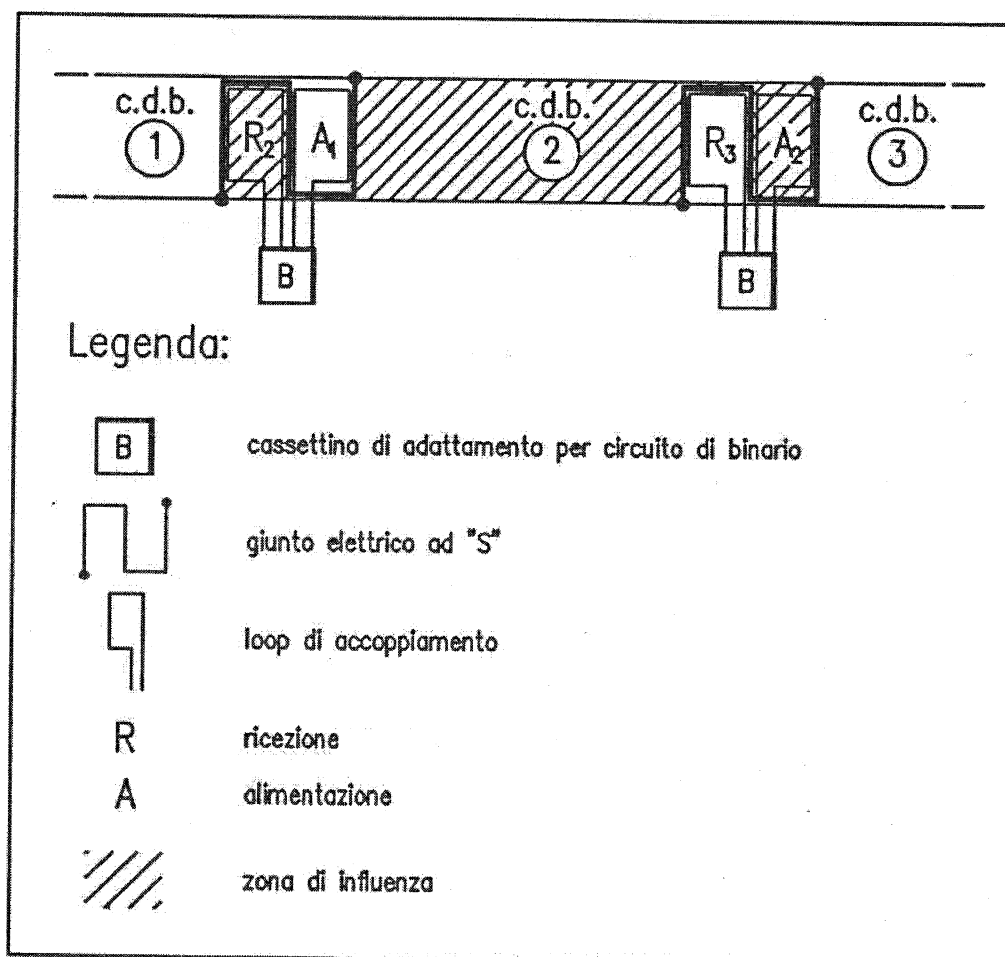 c.d.b. c.d.b. c.d.b.
1 R2 A1 2 R3 A2 3
B B
Legenda:
B cassettino di adattamento per circuito di binario
giunto elettrico ad "S"
loop di accoppiamento
R ricezione
A alimentazione
zona di influenza